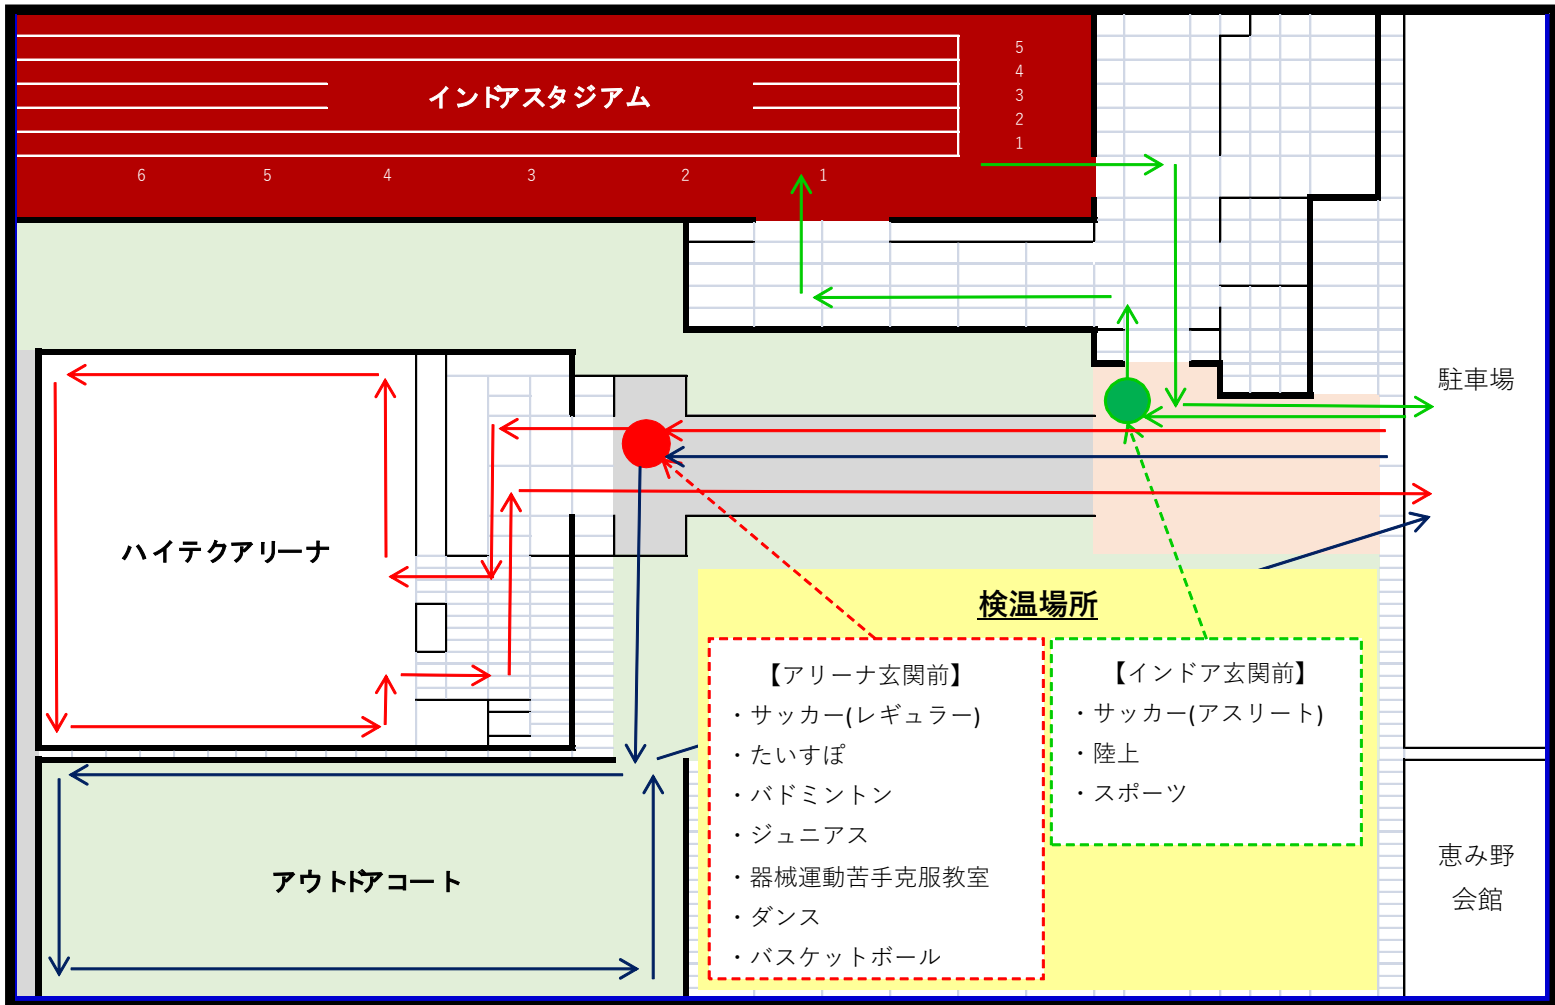 インドアスタジアム
5
4
3
2
1
6 5 4 3 2 1
駐車場
ハイテクアリーナ
検温場所
【アリーナ玄関前】
・サッカー(レギュラー)
・たいすぽ
・バドミントン
・ジュニアス
・器械運動苦手克服教室
・ダンス
・バスケットボール
【インドア玄関前】
・サッカー(アスリート)
・陸上
・スポーツ
アウトドアコート
恵み野
会館